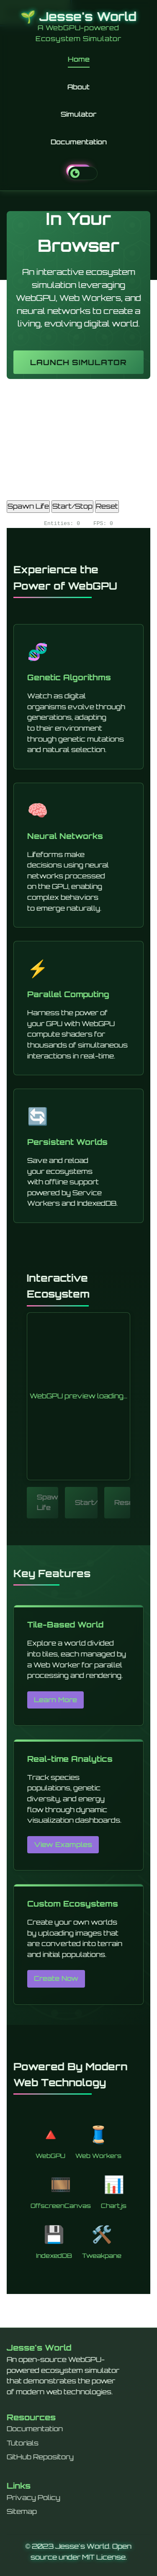 Jesse's World
A WebGPU-powered
Ecosystem Simulator
Home
About
Simulator
Documentation
In Your
Browser
An interactive ecosystem
simulation leveraging
WebGPU, Web Workers, and
neural networks to create a
living, evolving digital world.
LAUNCH SIMULATOR
Spawn Life Start/Stop Reset
Entities: 0 FPS: 0
Experience the
Power of WebGPU
Genetic Algorithms
Watch as digital
organisms evolve through
generations, adapting
to their environment
through genetic mutations
and natural selection.
Neural Networks
Lifeforms make
decisions using neural
networks processed
on the GPU, enabling
complex behaviors
to emerge naturally.
Parallel Computing
Harness the power of
your GPU with WebGPU
compute shaders for
thousands of simultaneous
interactions in real-time.
Persistent Worlds
Save and reload
your ecosystems
with offline support
powered by Service
Workers and IndexedDB.
Interactive
Ecosystem
WebGPU preview loading...
Spaw
Life
Start/
Rese
Key Features
Tile-Based World
Explore a world divided
into tiles, each managed by
a Web Worker for parallel
processing and rendering.
Learn More
Real-time Analytics
Track species
populations, genetic
diversity, and energy
flow through dynamic
visualization dashboards.
View Examples
Custom Ecosystems
Create your own worlds
by uploading images that
are converted into terrain
and initial populations.
Create Now
Powered By Modern
Web Technology
WebGPU Web Workers
OffscreenCanvas Chart.js
IndexedDB Tweakpane
Jesse's World
An open-source WebGPU-
powered ecosystem simulator
that demonstrates the power
of modern web technologies.
Resources
Documentation
Tutorials
GitHub Repository
Links
Privacy Policy
Sitemap
© 2023 Jesse's World. Open
source under MIT License.